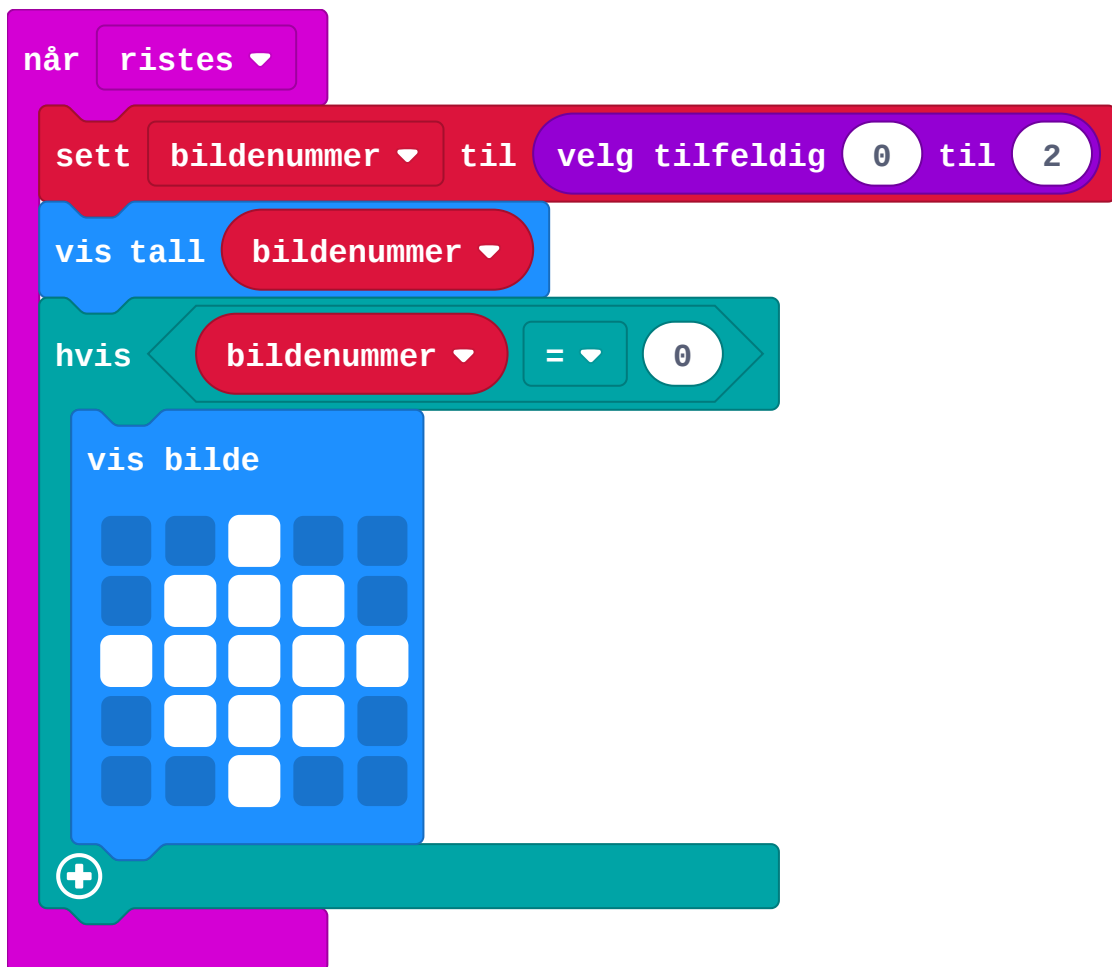 når ristes
sett bildenummer til velg tilfeldig 0 til 2
vis tall bildenummer
hvis bildenummer = 0
vis bilde